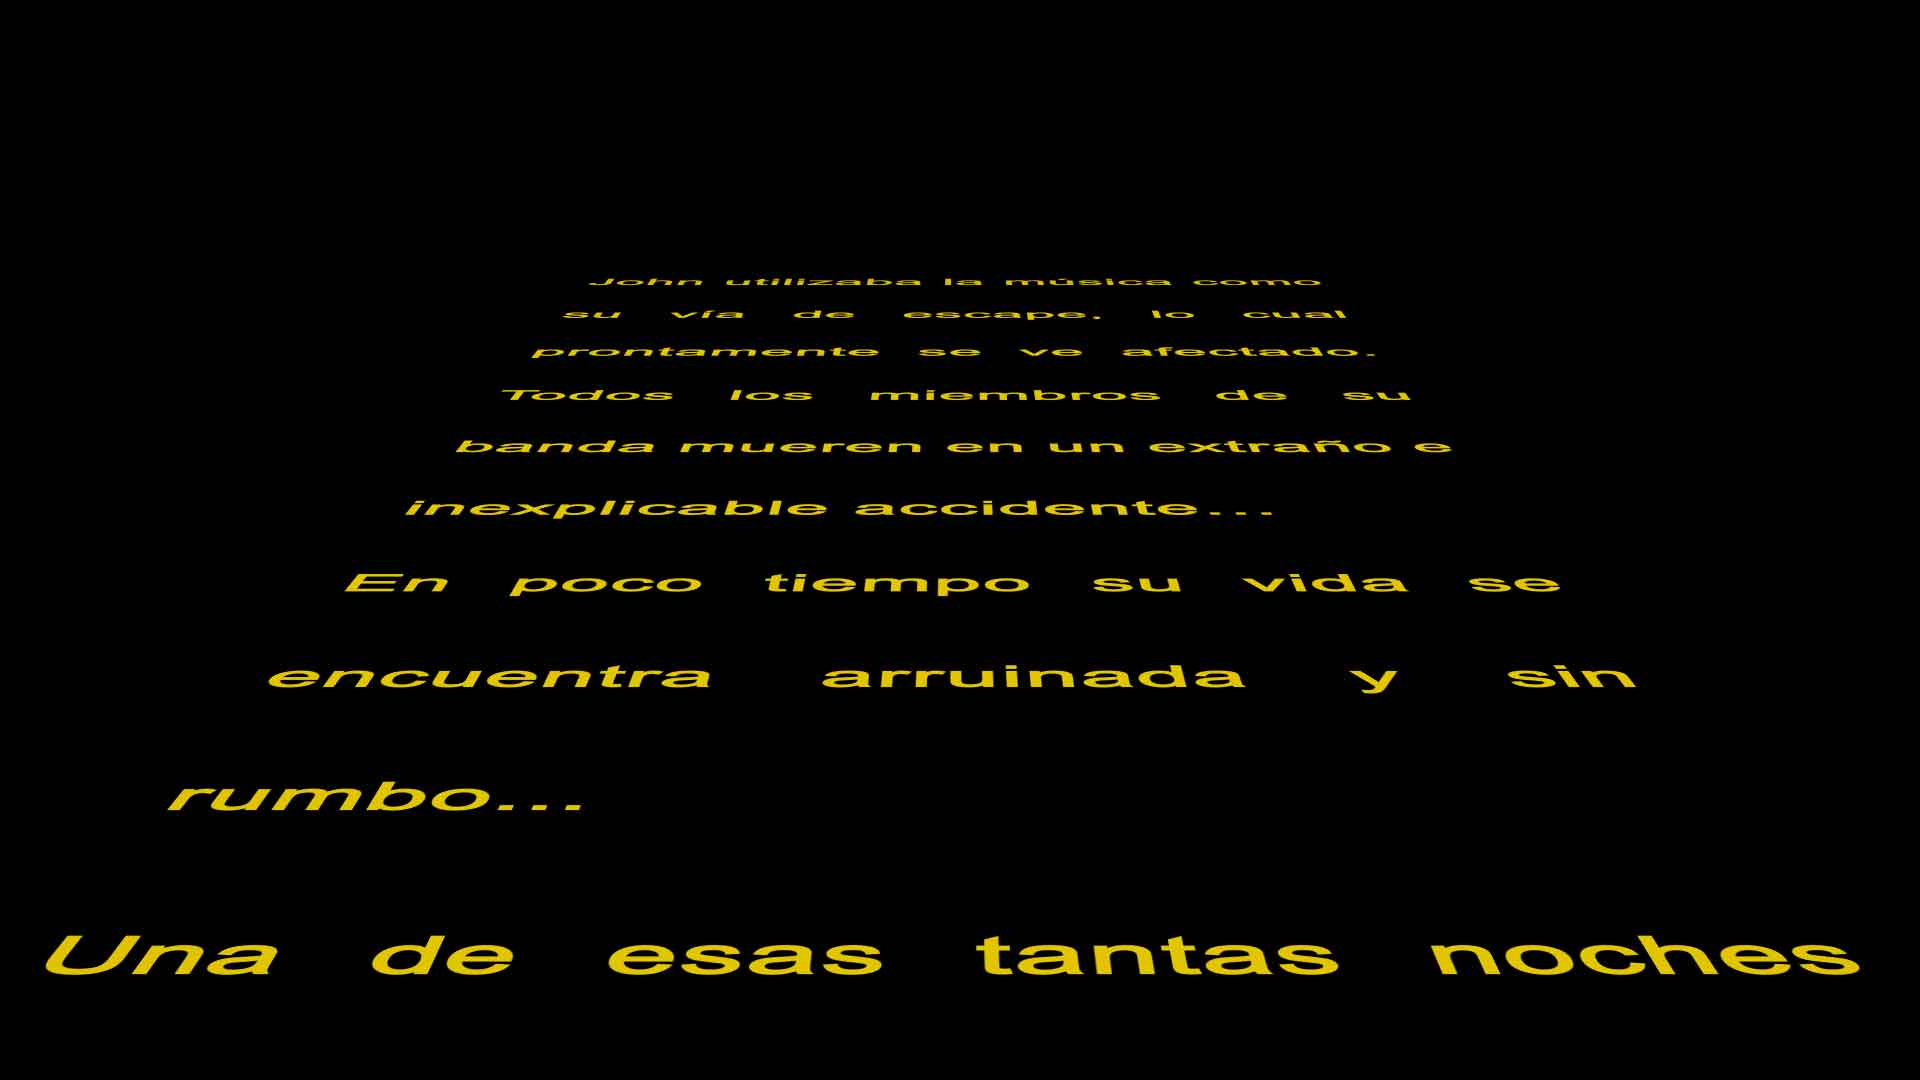 John utilizaba la música como
su vía de escape, lo cual
prontamente se ve afectado.
Todos los miembros de su
banda mueren en un extraño e
inexplicable accidente...
En poco tiempo su vida se
encuentra arruinada y sin
rumbo...
Una de esas tantas noches